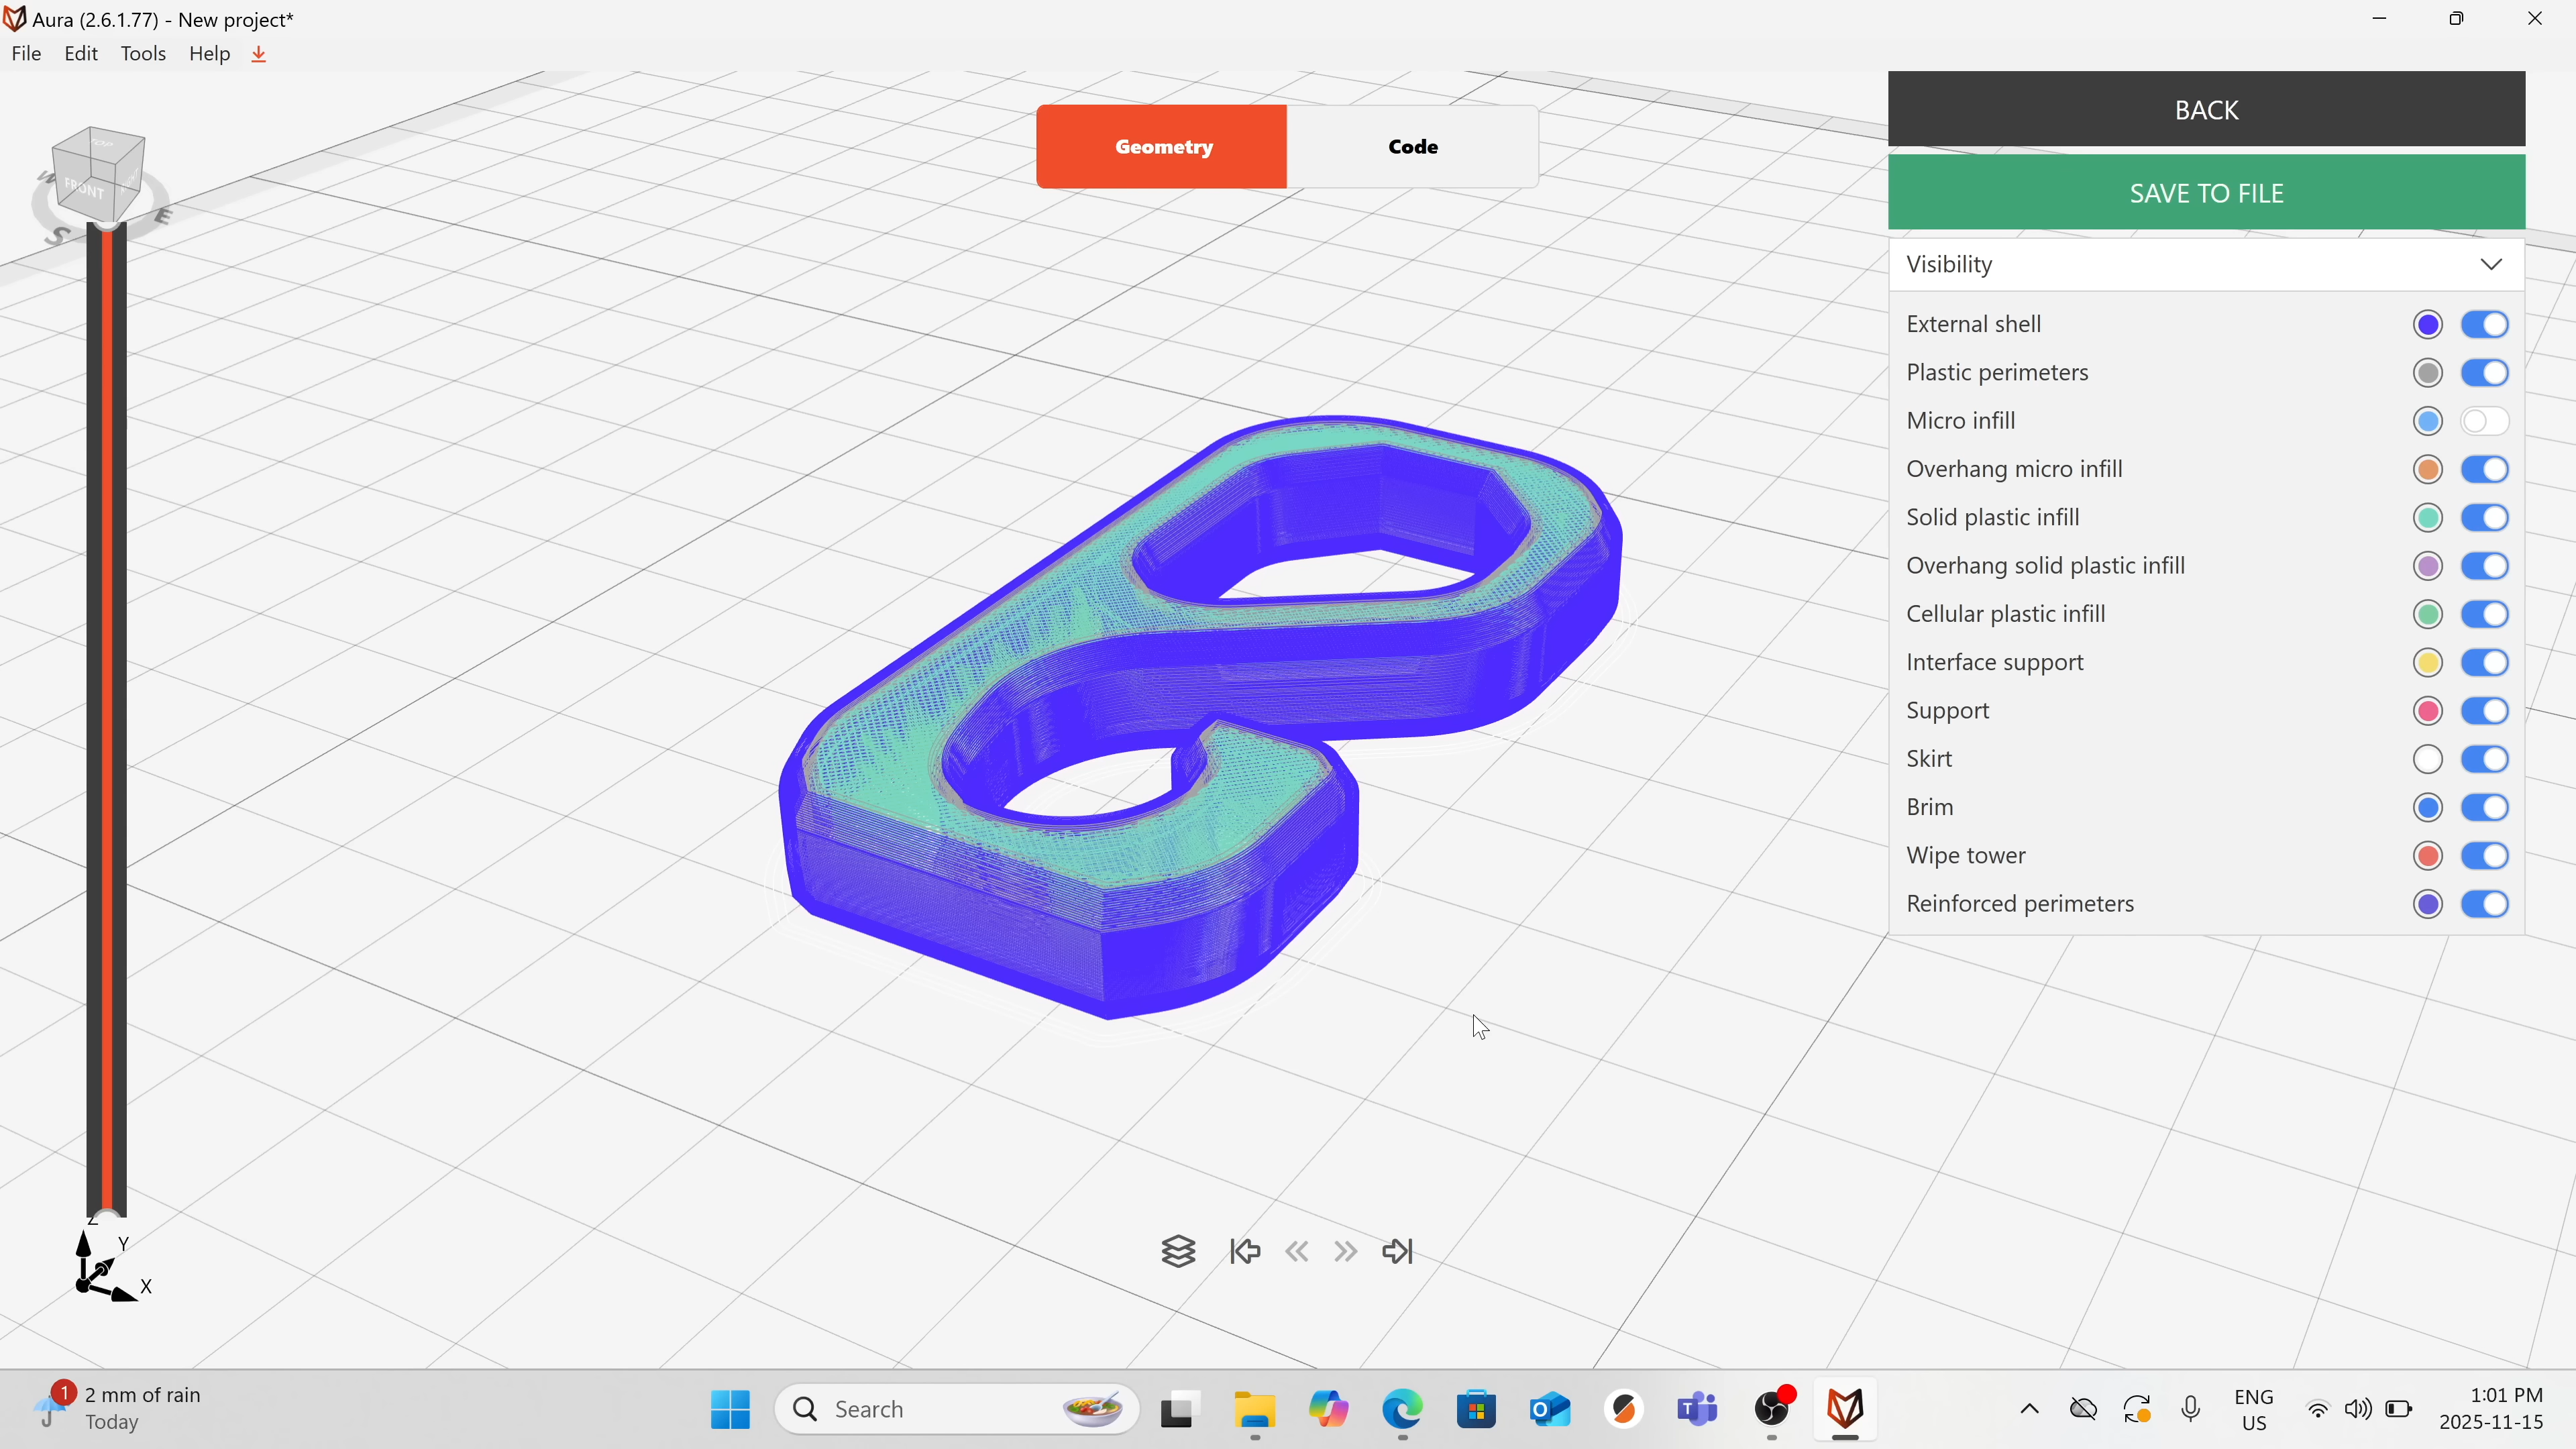 Aura (2.6.1.77) - New project*
File Edit Tools Help
Geometry Code
BACK
SAVE TO FILE
Visibility
External shell
Plastic perimeters
Micro infill
Overhang micro infill
Solid plastic infill
Overhang solid plastic infill
Cellular plastic infill
Interface support
Support
Skirt
Brim
Wipe tower
Reinforced perimeters
FRONT
W
S
E
Z
Y
X
1
2 mm of rain
Today
Search
ENG
US
1:01 PM
2025-11-15